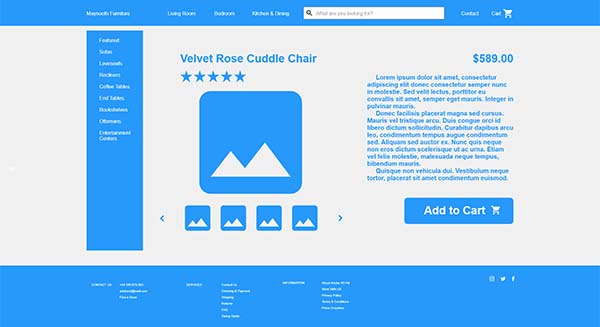 Maynooth Furniture
Living Room
Bedroom
Kitchen & Dining
What are you looking for?
Contact
Cart
Featured
Sofas
Loveseats
Recliners
Coffee Tables
End Tables
Bookshelves
Ottomans
Entertainment
Centers
Velvet Rose Cuddle Chair
$589.00
Lorem ipsum dolor sit amet, consectetur
adipiscing elit donec consectetur semper nunc
in molestie. Sed velit lectus, porttitor eu
convallis sit amet, semper eget mauris. Integer in
pulvinar mauris.
Donec facilisis placerat magna sed cursus.
Mauris vel tristique arcu. Duis congue orci id
libero dictum sollicitudin. Curabitur dapibus arcu
leo, condimentum tempus augue condimentum
sed. Aliquam sed auctor ex. Nunc quis neque
non eros dictum scelerisque ut ac urna. Etiam
vel felis molestie, malesuada neque tempus,
bibendum mauris.
Quisque non vehicula dui. Vestibulum neque
tortor, placerat sit amet condimentum euismod.
Add to Cart
CONTACT US
Find a Store
SERVICES
Contact Us
Ordering & Payment
Shipping
Returns
FAQ
Sizing Guide
INFORMATION
Work With Us
Privacy Policy
Terms & Conditions
Press Enquiries